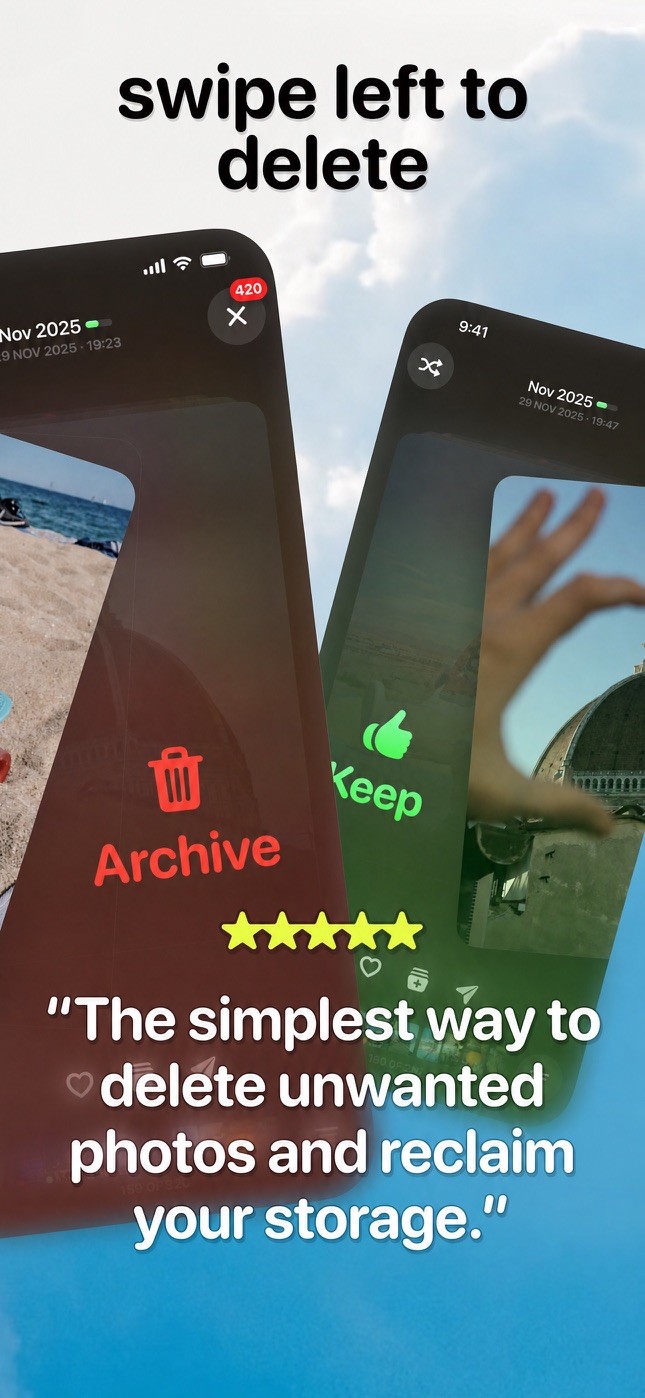 swipe left to
delete
420
Nov 2025
29 NOV 2025 · 19:23
9:41
Nov 2025
29 NOV 2025 · 19:47
Keep
Archive
"The simplest way to
delete unwanted
photos and reclaim
your storage."